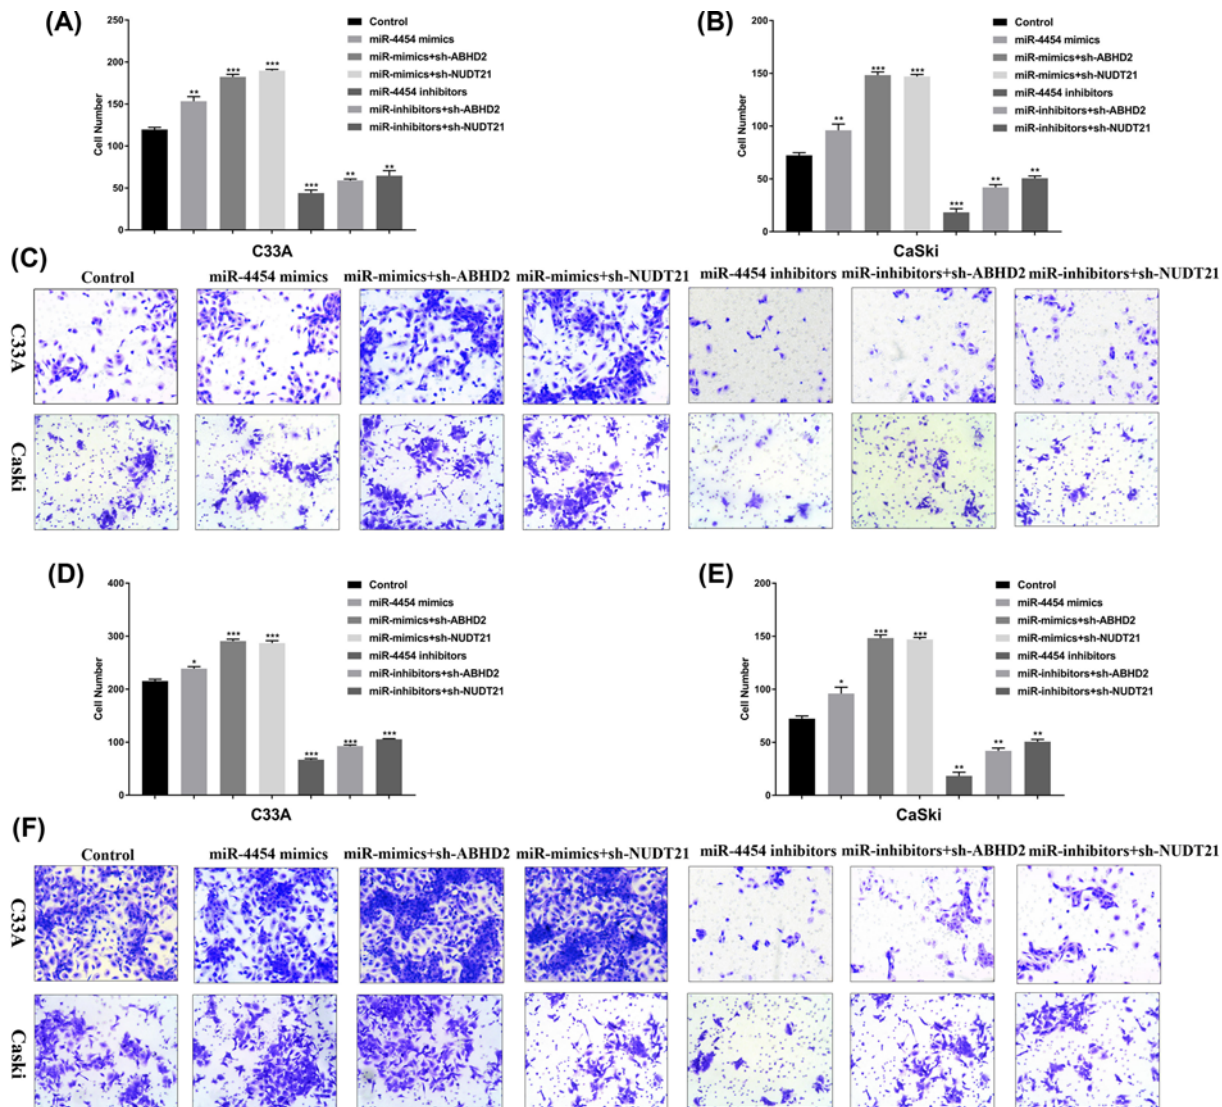 (A)
250
200
150
100
50
0
Cell Number
**
***
***
***
**
**
C33A
Control
miR-4454 mimics
miR-mimics+sh-ABHD2
miR-mimics+sh-NUDT21
miR-4454 inhibitors
miR-inhibitors+sh-ABHD2
miR-inhibitors+sh-NUDT21
(B)
200
150
100
50
0
Cell Number
**
***
***
***
**
**
CaSki
Control
miR-4454 mimics
miR-mimics+sh-ABHD2
miR-mimics+sh-NUDT21
miR-4454 inhibitors
miR-inhibitors+sh-ABHD2
miR-inhibitors+sh-NUDT21
(C)
Control miR-4454 mimics miR-mimics+sh-ABHD2 miR-mimics+sh-NUDT21 miR-4454 inhibitors miR-inhibitors+sh-ABHD2 miR-inhibitors+sh-NUDT21
C33A
Caski
(D)
400
300
200
100
0
Cell Number
*
***
***
***
***
***
C33A
Control
miR-4454 mimics
miR-mimics+sh-ABHD2
miR-mimics+sh-NUDT21
miR-4454 inhibitors
miR-inhibitors+sh-ABHD2
miR-inhibitors+sh-NUDT21
(E)
200
150
100
50
0
Cell Number
*
***
***
**
**
**
CaSki
Control
miR-4454 mimics
miR-mimics+sh-ABHD2
miR-mimics+sh-NUDT21
miR-4454 inhibitors
miR-inhibitors+sh-ABHD2
miR-inhibitors+sh-NUDT21
(F)
Control miR-4454 mimics miR-mimics+sh-ABHD2 miR-mimics+sh-NUDT21 miR-4454 inhibitors miR-inhibitors+sh-ABHD2 miR-inhibitors+sh-NUDT21
C33A
Caski